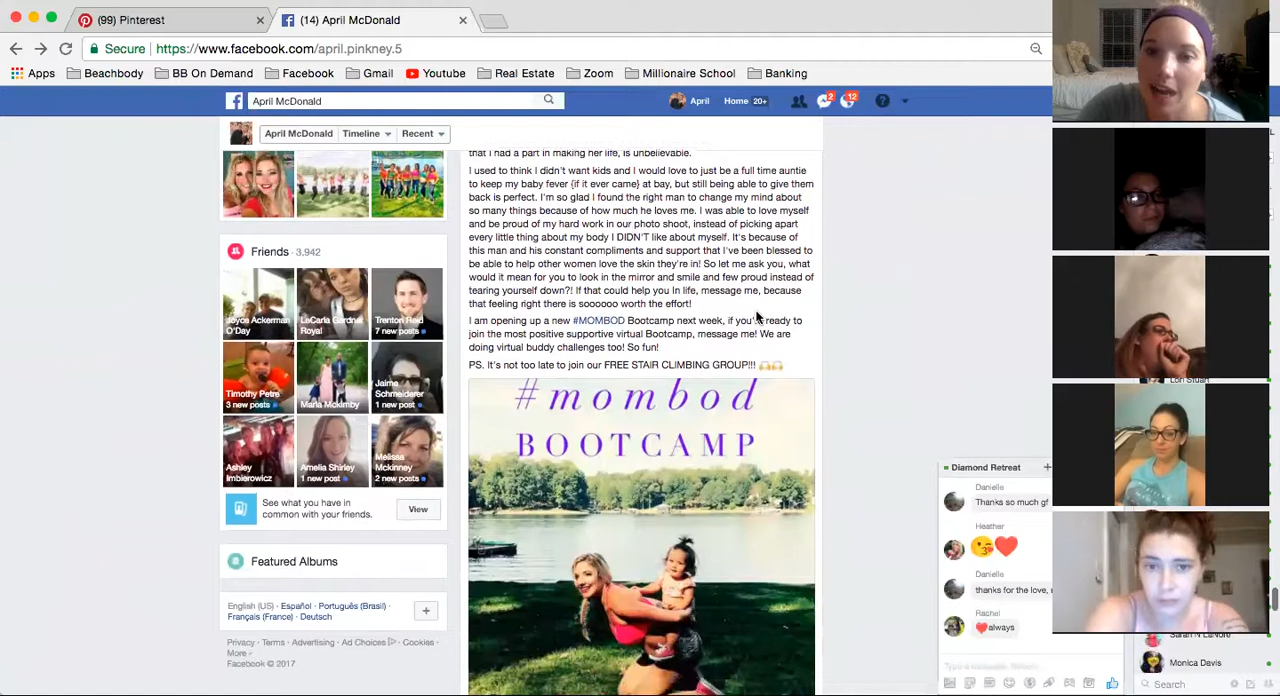 (99) Pinterest
(14) April McDonald
Secure
https://www.facebook.com/april.pinkney.5
Apps
Beachbody
BB On Demand
Facebook
Gmail
Youtube
Real Estate
Zoom
Millionaire School
Banking
April McDonald
April
Home 20+
2
12
April McDonald
Timeline
Recent
that I had a part in making her life, is unbelievable.
I used to think I didn't want kids and I would love to just be a full time auntie
to keep my baby fever {if it ever came} at bay, but still being able to give them
back is perfect. I'm so glad I found the right man to change my mind about
so many things because of how much he loves me. I was able to love myself
and be proud of my hard work in our photo shoot, instead of picking apart
every little thing about my body I DIDN'T like about myself. It's because of
this man and his constant compliments and support that I've been blessed to
be able to help other women love the skin they're in! So let me ask you, what
would it mean for you to look in the mirror and smile and few proud instead of
tearing yourself down?! If that could help you In life, message me, because
that feeling right there is soooooo worth the effort!
I am opening up a new #MOMBOD Bootcamp next week, if you' ready to
join the most positive supportive virtual Bootcamp, message me! We are
doing virtual buddy challenges too! So fun!
PS. It's not too late to join our FREE STAIR CLIMBING GROUP!!!
#mombod
BOOTCAMP
Friends · 3,942
Joyce Ackerman
O'Day
LeCarla Gardner
Royal
Trenton Reid
7 new posts
Timothy Petre
3 new posts
Maria Mckimby
Jaime
Schmelderer
1 new post
Ashley
Imbierowicz
Amelia Shirley
1 new post
Melissa
Mckinney
2 new posts
See what you have in
common with your friends.
View
Featured Albums
English (US) · Español · Português (Brasil) ·
Français (France) · Deutsch
+
Privacy · Terms · Advertising · Ad Choices · Cookies ·
More
Facebook © 2017
Diamond Retreat
+
Danielle
Thanks so much gf
Heather
Danielle
thanks for the love,
Rachel
always
Lori Stuart
Monica Davis
Search